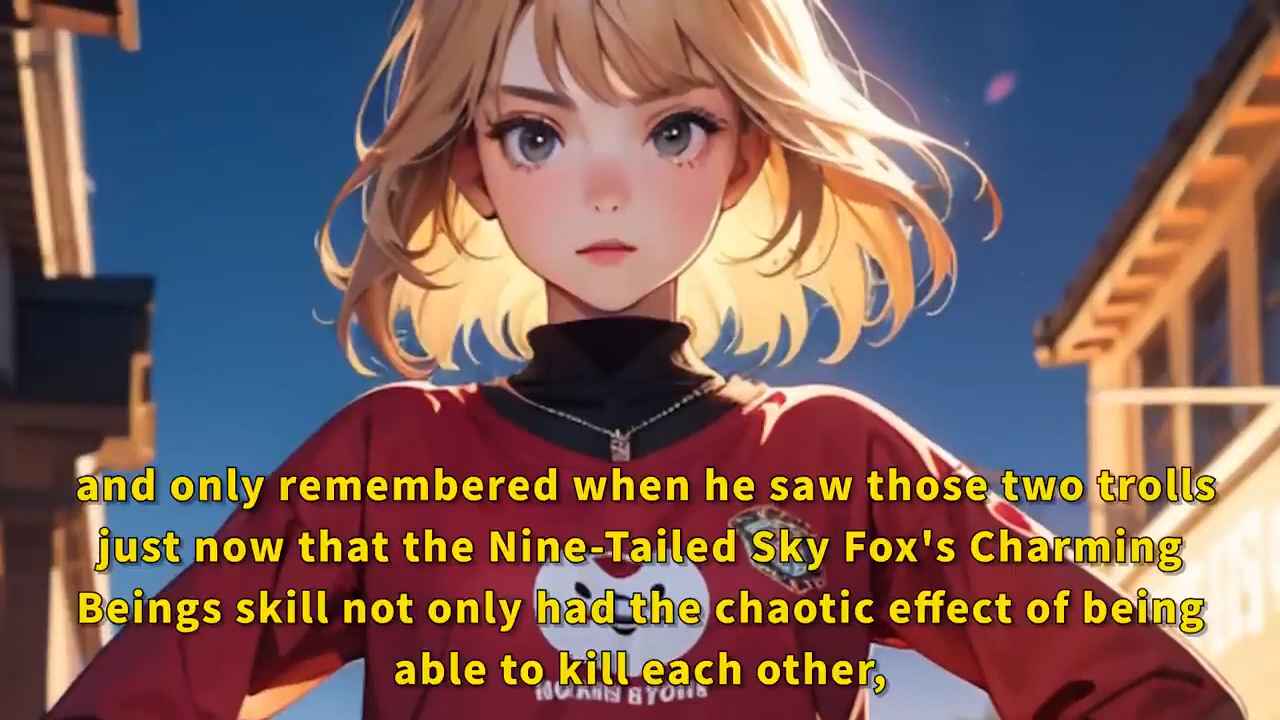 and only remembered when he saw those two trolls
just now that the Nine-Tailed Sky Fox's Charming
Beings skill not only had the chaotic effect of being
able to kill each other,